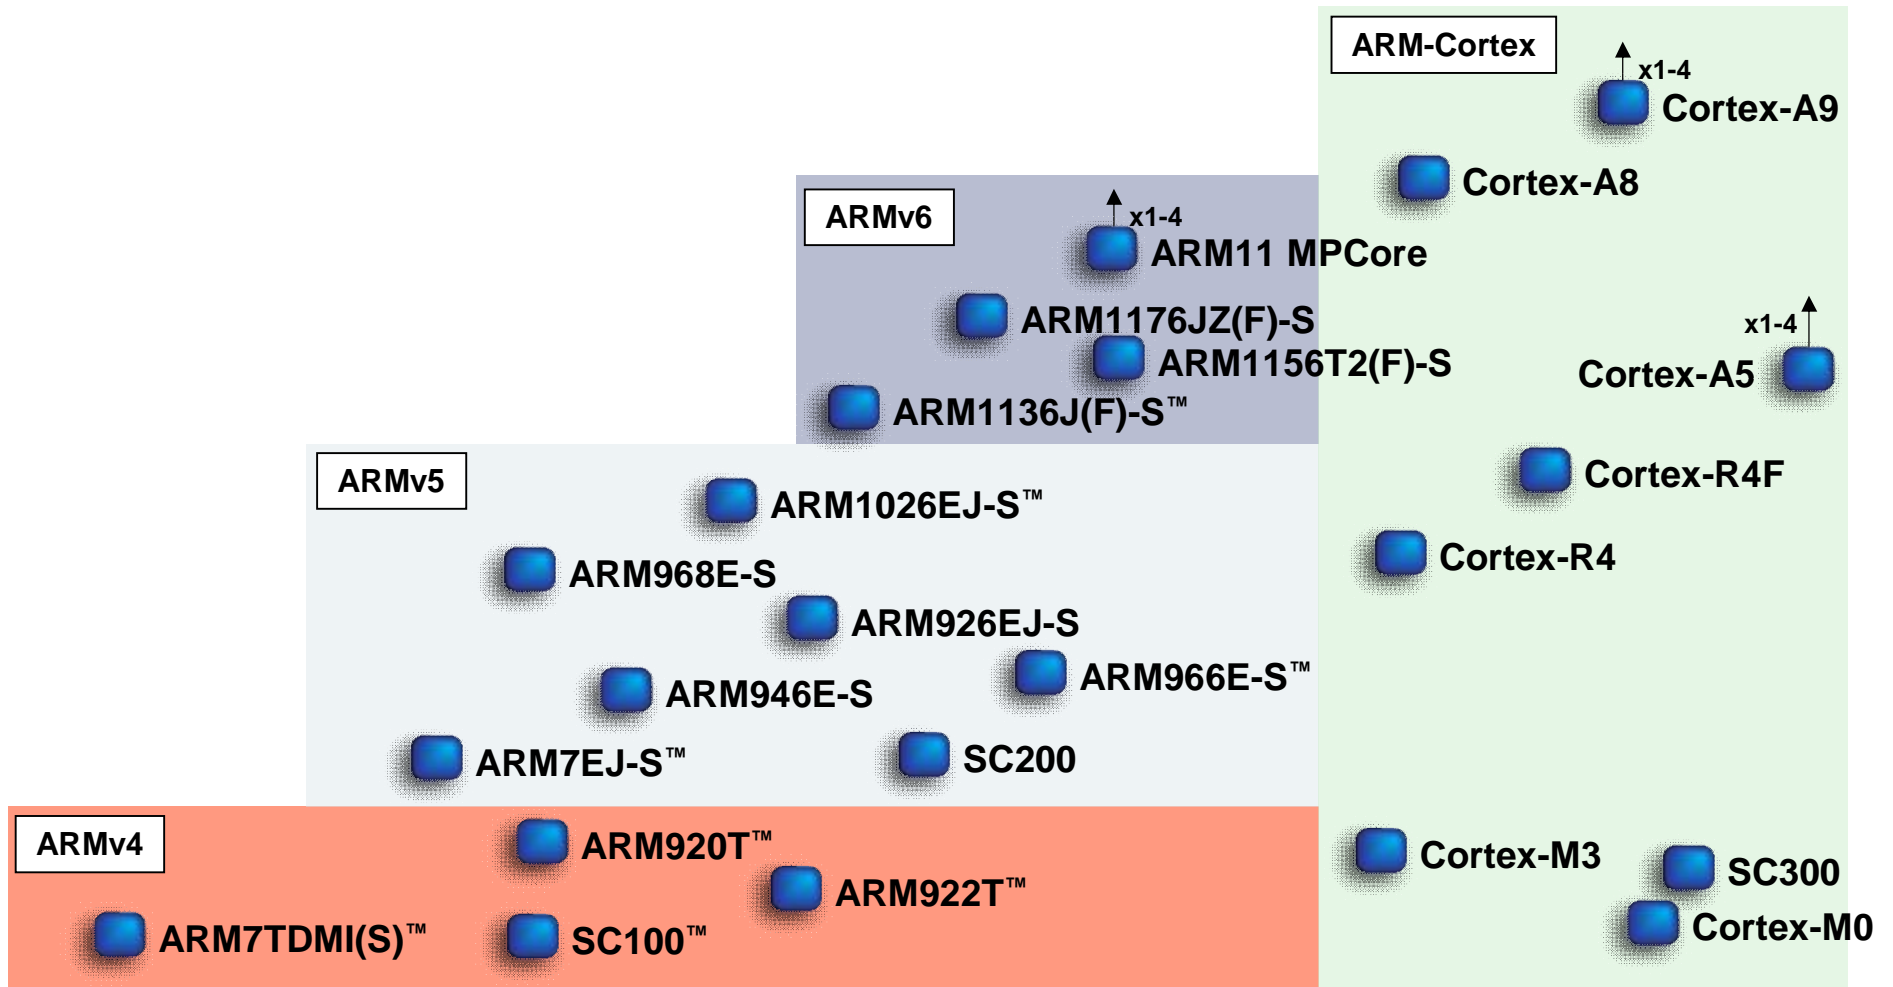 ARM-Cortex
x1-4
Cortex-A9
Cortex-A8
ARMv6
x1-4
ARM11 MPCore
ARM1176JZ(F)-S
x1-4
ARM1156T2(F)-S
Cortex-A5
ARM1136J(F)-S™
ARMv5
Cortex-R4F
ARM1026EJ-S™
Cortex-R4
ARM968E-S
ARM926EJ-S
ARM966E-S™
ARM946E-S
ARM7EJ-S™
SC200
ARMv4
ARM920T™
Cortex-M3
SC300
ARM922T™
Cortex-M0
ARM7TDMI(S)™
SC100™